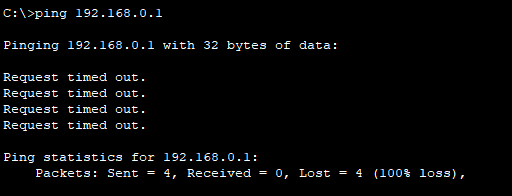 C:\>ping 192.168.0.1
Pinging 192.168.0.1 with 32 bytes of data:
Request timed out.
Request timed out.
Request timed out.
Request timed out.
Ping statistics for 192.168.0.1:
    Packets: Sent = 4, Received = 0, Lost = 4 (100% loss),